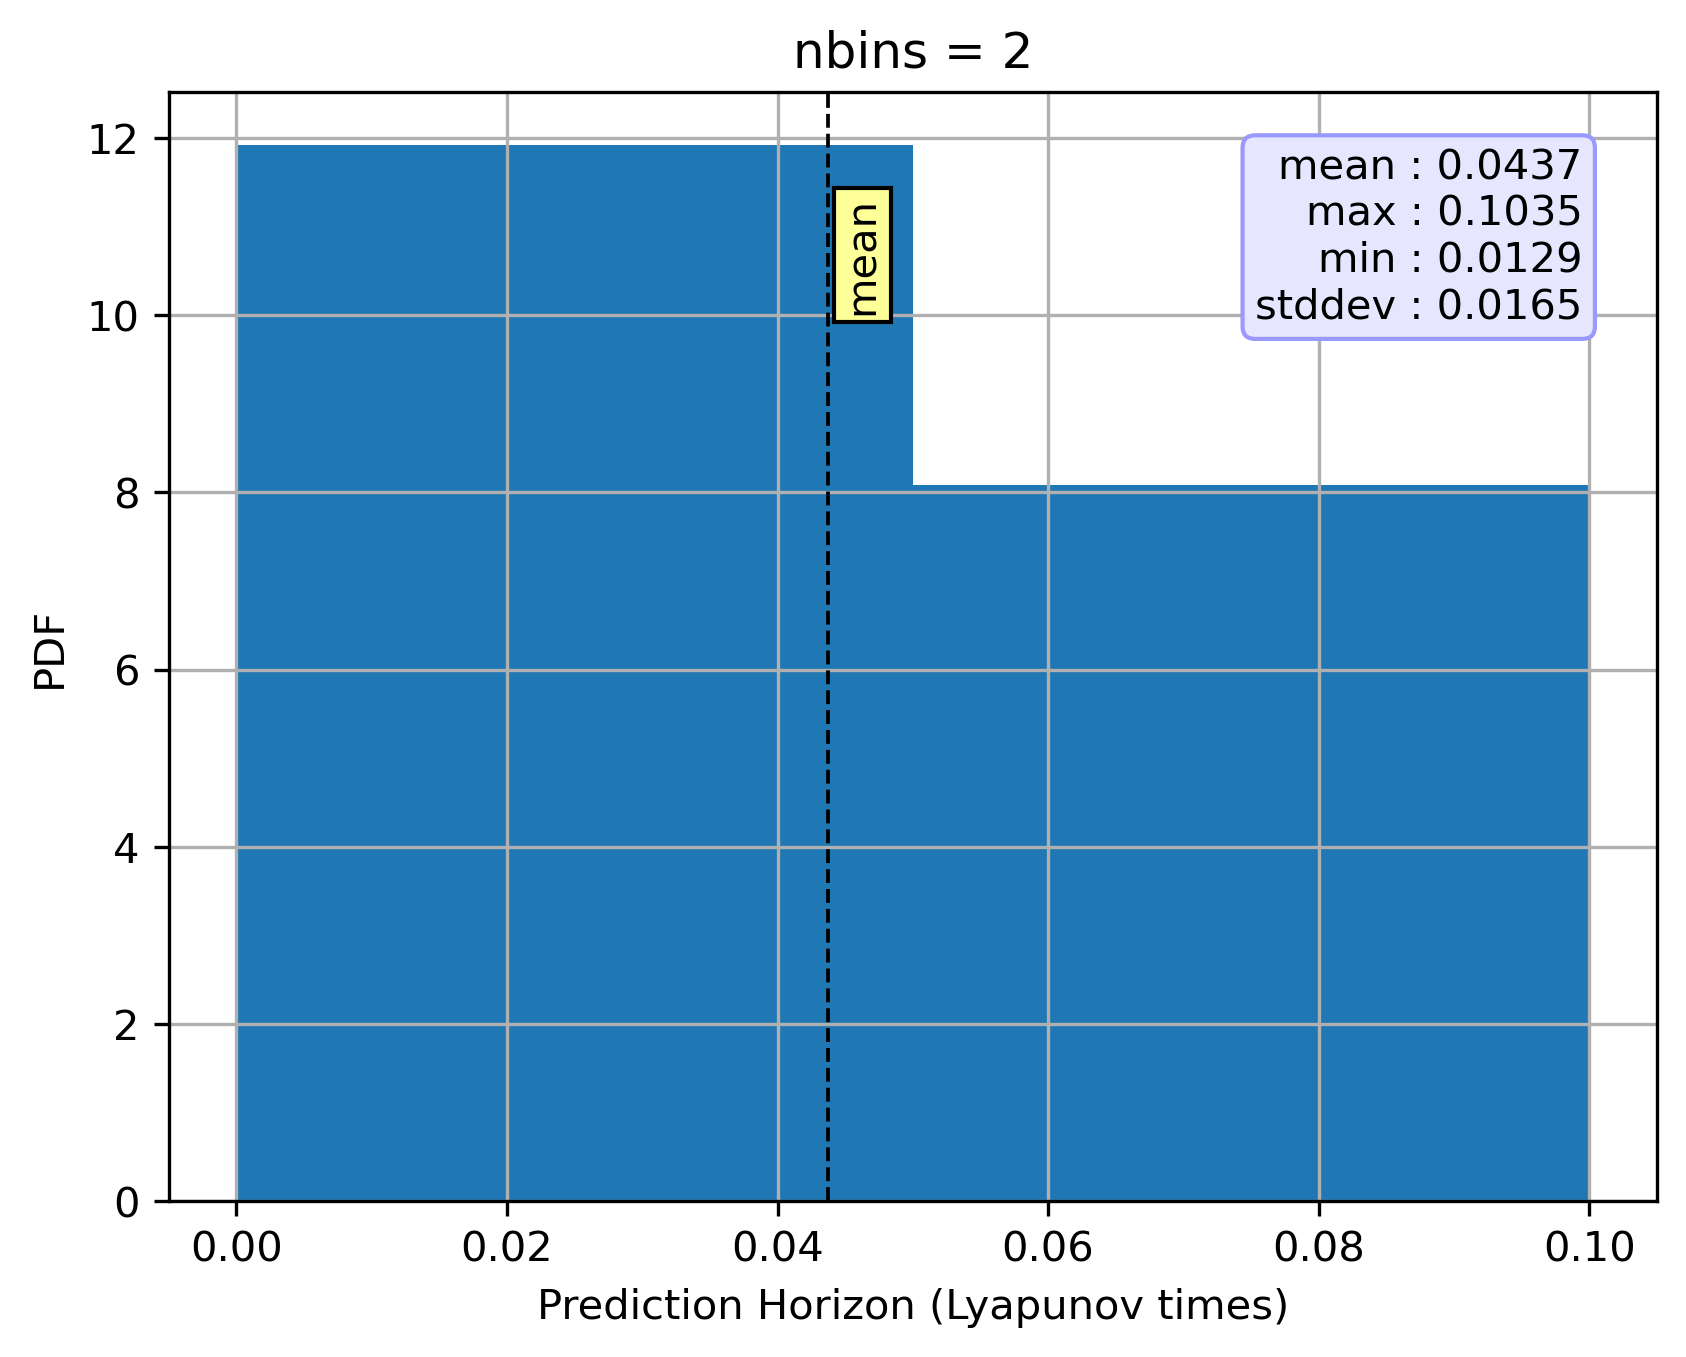 nbins = 2
12
10
8
6
4
2
0
PDF
mean
mean : 0.0437
max : 0.1035
min : 0.0129
stddev : 0.0165
0.00 0.02 0.04 0.06 0.08 0.10
Prediction Horizon (Lyapunov times)